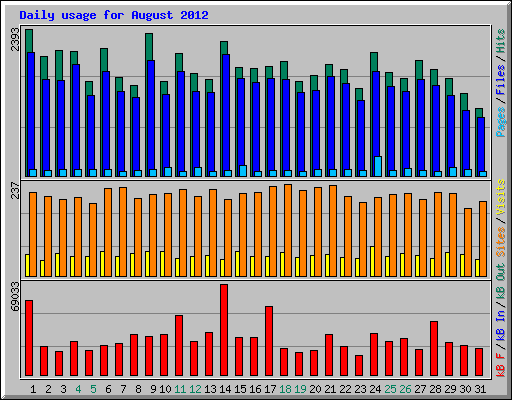 Daily usage for August 2012
2393
Pages / Files / Hits
237
Sites / Visits
69033
kB F / kB In / kB Out
1 2 3 4 5 6 7 8 9 10 11 12 13 14 15 16 17 18 19 20 21 22 23 24 25 26 27 28 29 30 31